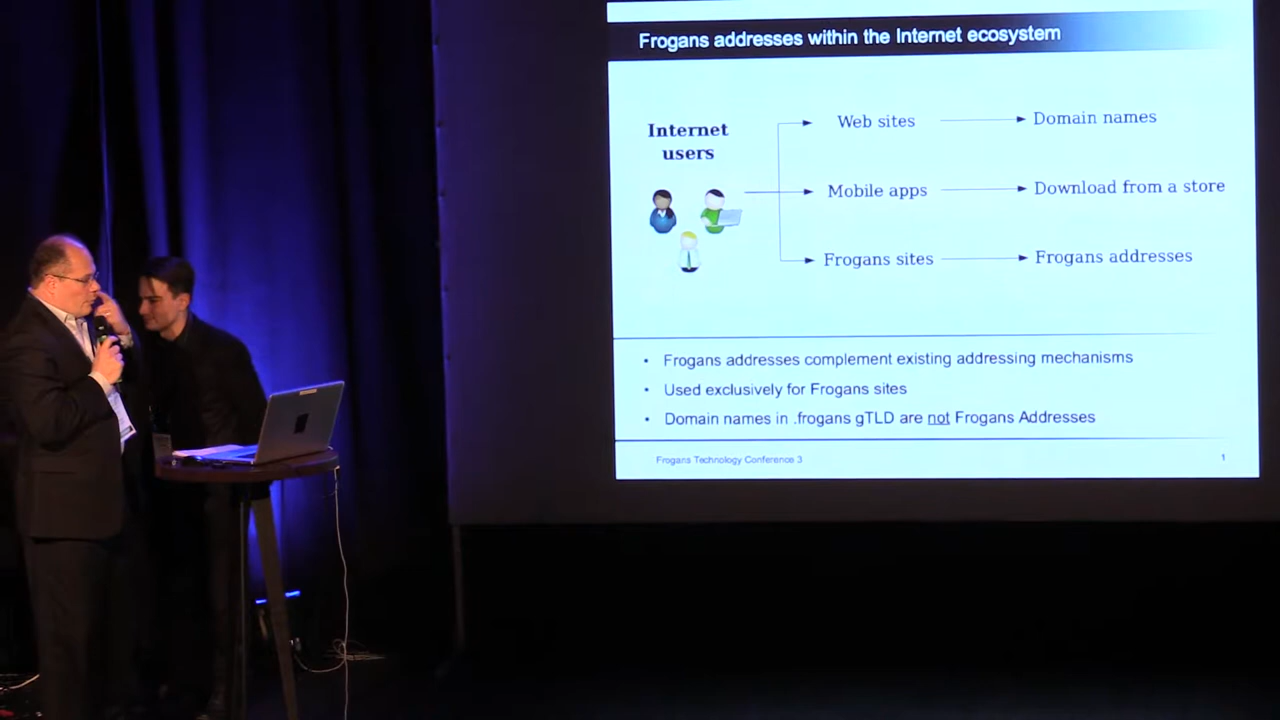 Frogans addresses within the Internet ecosystem
Internet
users
Web sites
Domain names
Mobile apps
Download from a store
Frogans sites
Frogans addresses
• Frogans addresses complement existing addressing mechanisms
• Used exclusively for Frogans sites
• Domain names in .frogans gTLD are not Frogans Addresses
Frogans Technology Conference 3
1